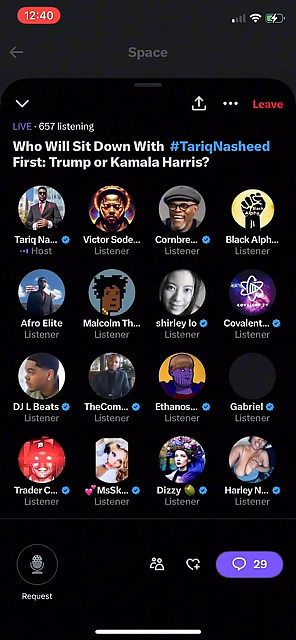 12:40
Space
Leave
LIVE · 657 listening
Who Will Sit Down With #TariqNasheed
First: Trump or Kamala Harris?
Tariq Na...
Host
Victor Sode...
Listener
Cornbre...
Listener
Black Alph...
Listener
Afro Elite
Listener
Malcolm Th...
Listener
shirley lo
Listener
COVALENT TV
Covalent...
Listener
DJ L Beats
Listener
TheCom...
Listener
Ethanos...
Listener
Gabriel
Listener
Trader C...
Listener
💕MsSk...
Listener
Dizzy 🍋
Listener
Harley N...
Listener
Request
29